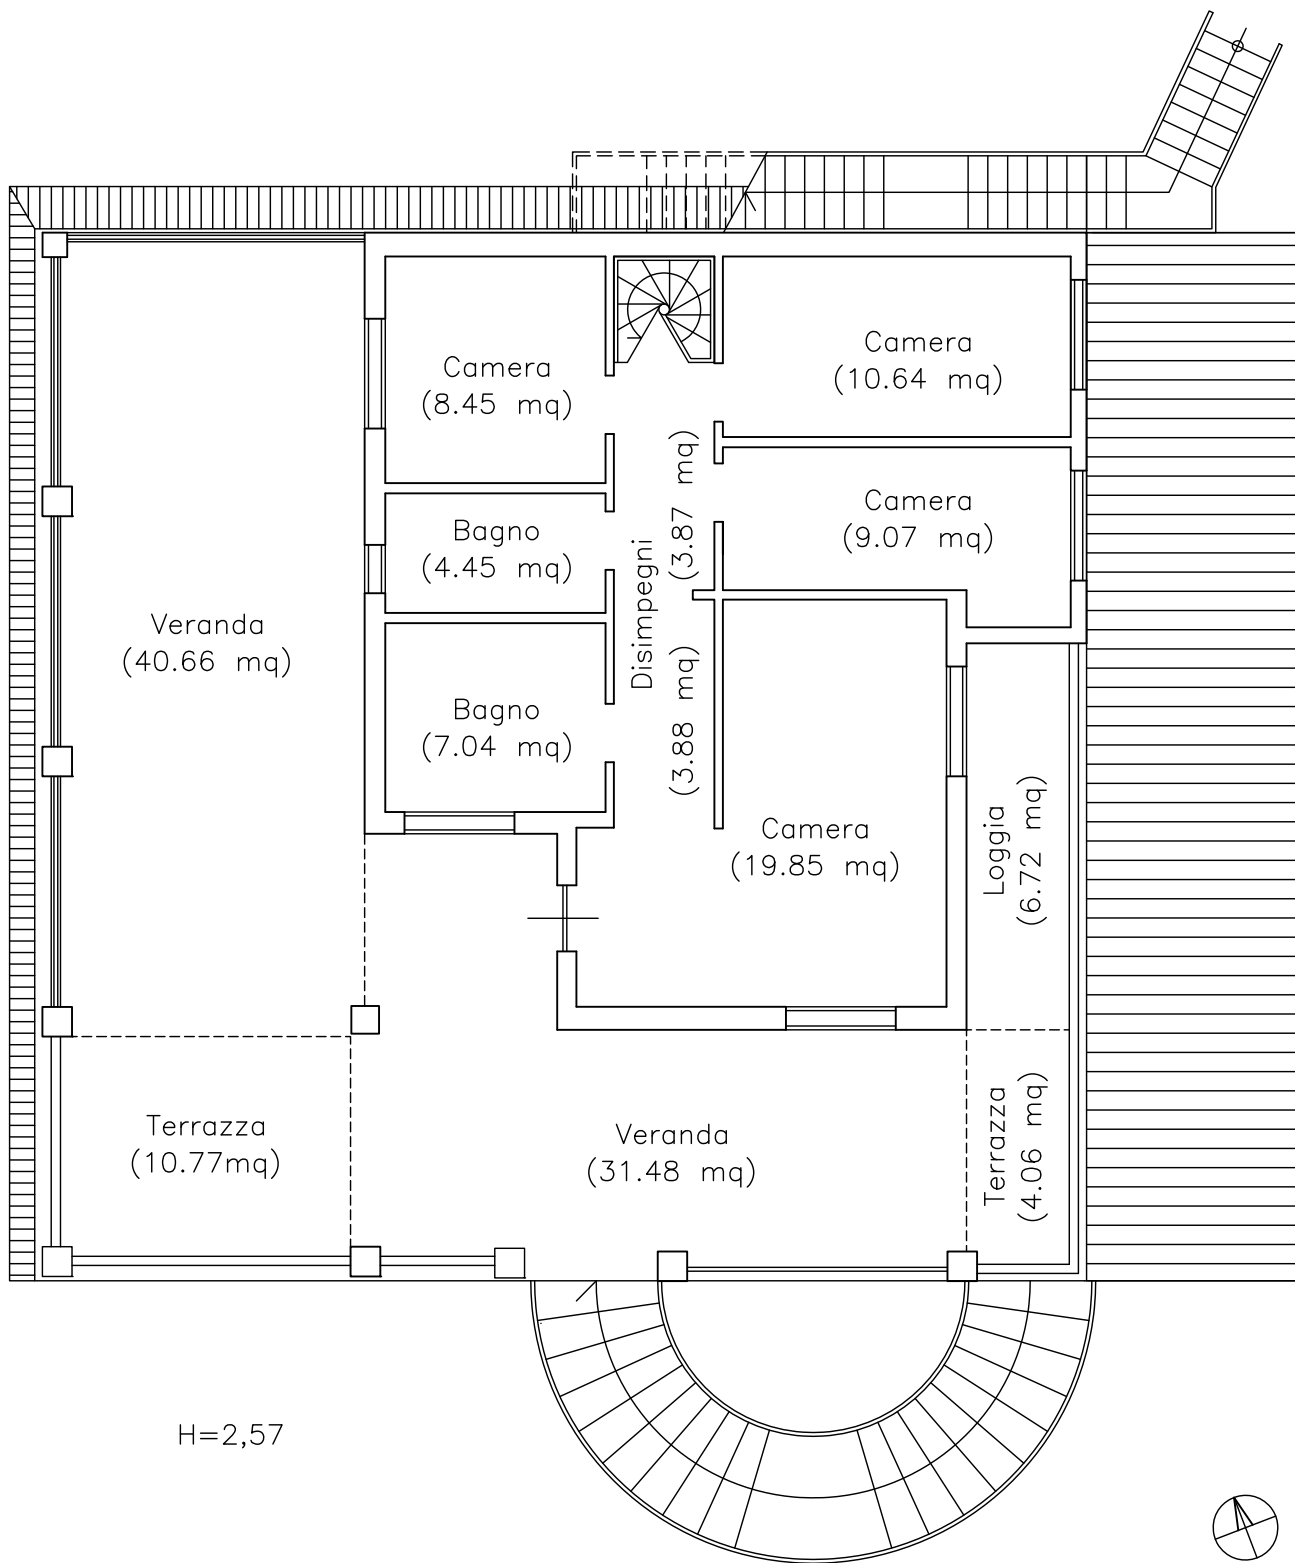 Camera
(8.45 mq)
Camera
(10.64 mq)
Camera
(9.07 mq)
Bagno
(4.45 mq)
Disimpegni
(3.87 mq)
(3.88 mq)
Veranda
(40.66 mq)
Bagno
(7.04 mq)
Camera
(19.85 mq)
Loggia
(6.72 mq)
Terrazza
(10.77mq)
Veranda
(31.48 mq)
Terrazza
(4.06 mq)
H=2,57